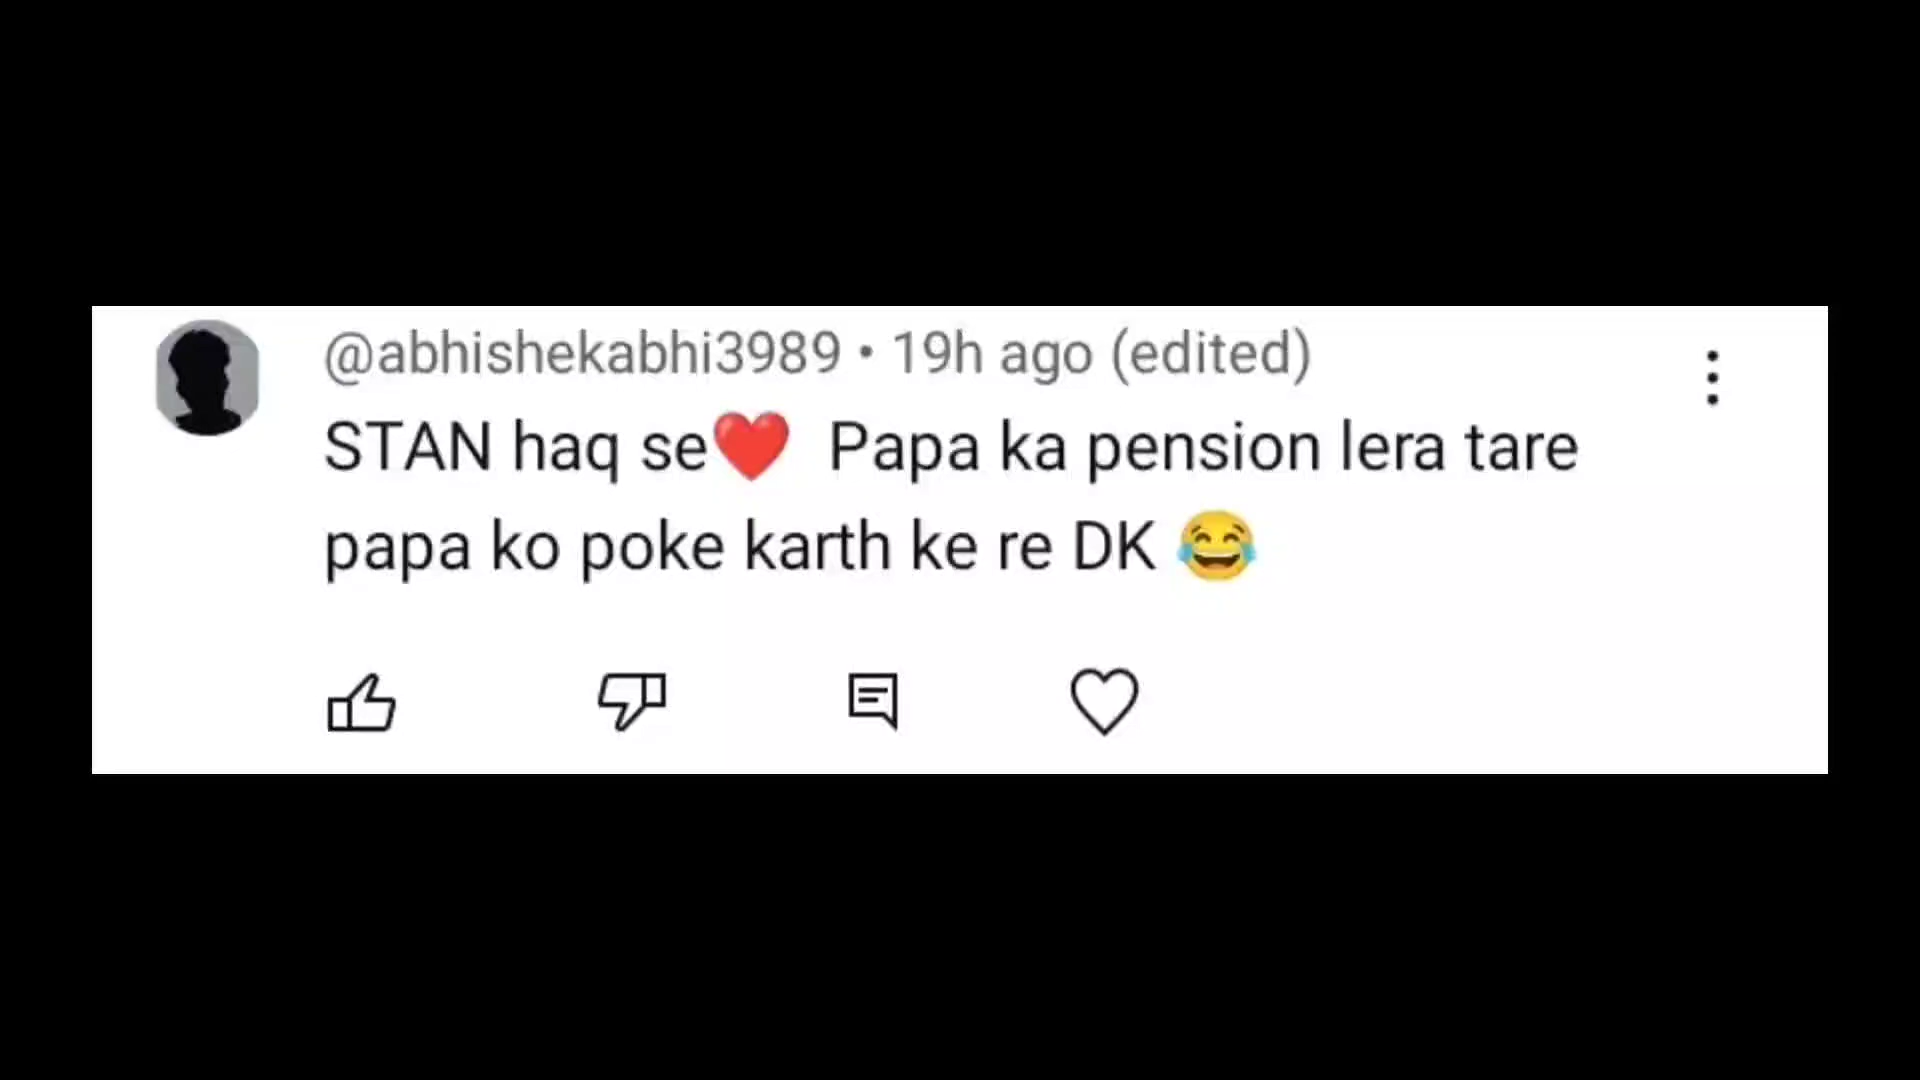 @abhishekabhi3989 • 19h ago (edited)
STAN haq se❤️ Papa ka pension lera tare
papa ko poke karth ke re DK 😂